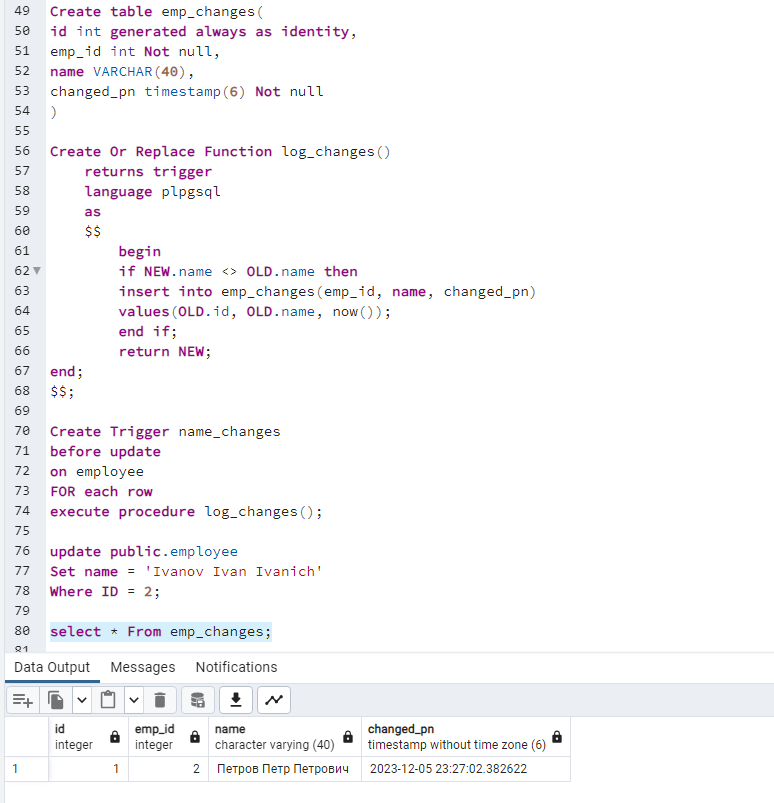 49 Create table emp_changes(
50 id int generated always as identity,
51 emp_id int Not null,
52 name VARCHAR(40),
53 changed_pn timestamp(6) Not null
54 )
55
56 Create Or Replace Function log_changes()
57 returns trigger
58 language plpgsql
59 as
60 $$
61 begin
62 if NEW.name <> OLD.name then
63 insert into emp_changes(emp_id, name, changed_pn)
64 values(OLD.id, OLD.name, now());
65 end if;
66 return NEW;
67 end;
68 $$;
69
70 Create Trigger name_changes
71 before update
72 on employee
73 FOR each row
74 execute procedure log_changes();
75
76 update public.employee
77 Set name = 'Ivanov Ivan Ivanich'
78 Where ID = 2;
79
80 select * From emp_changes;
81
Data Output Messages Notifications
id emp_id name changed_pn
integer integer character varying (40) timestamp without time zone (6)
1 1 2 Петров Петр Петрович 2023-12-05 23:27:02.382622